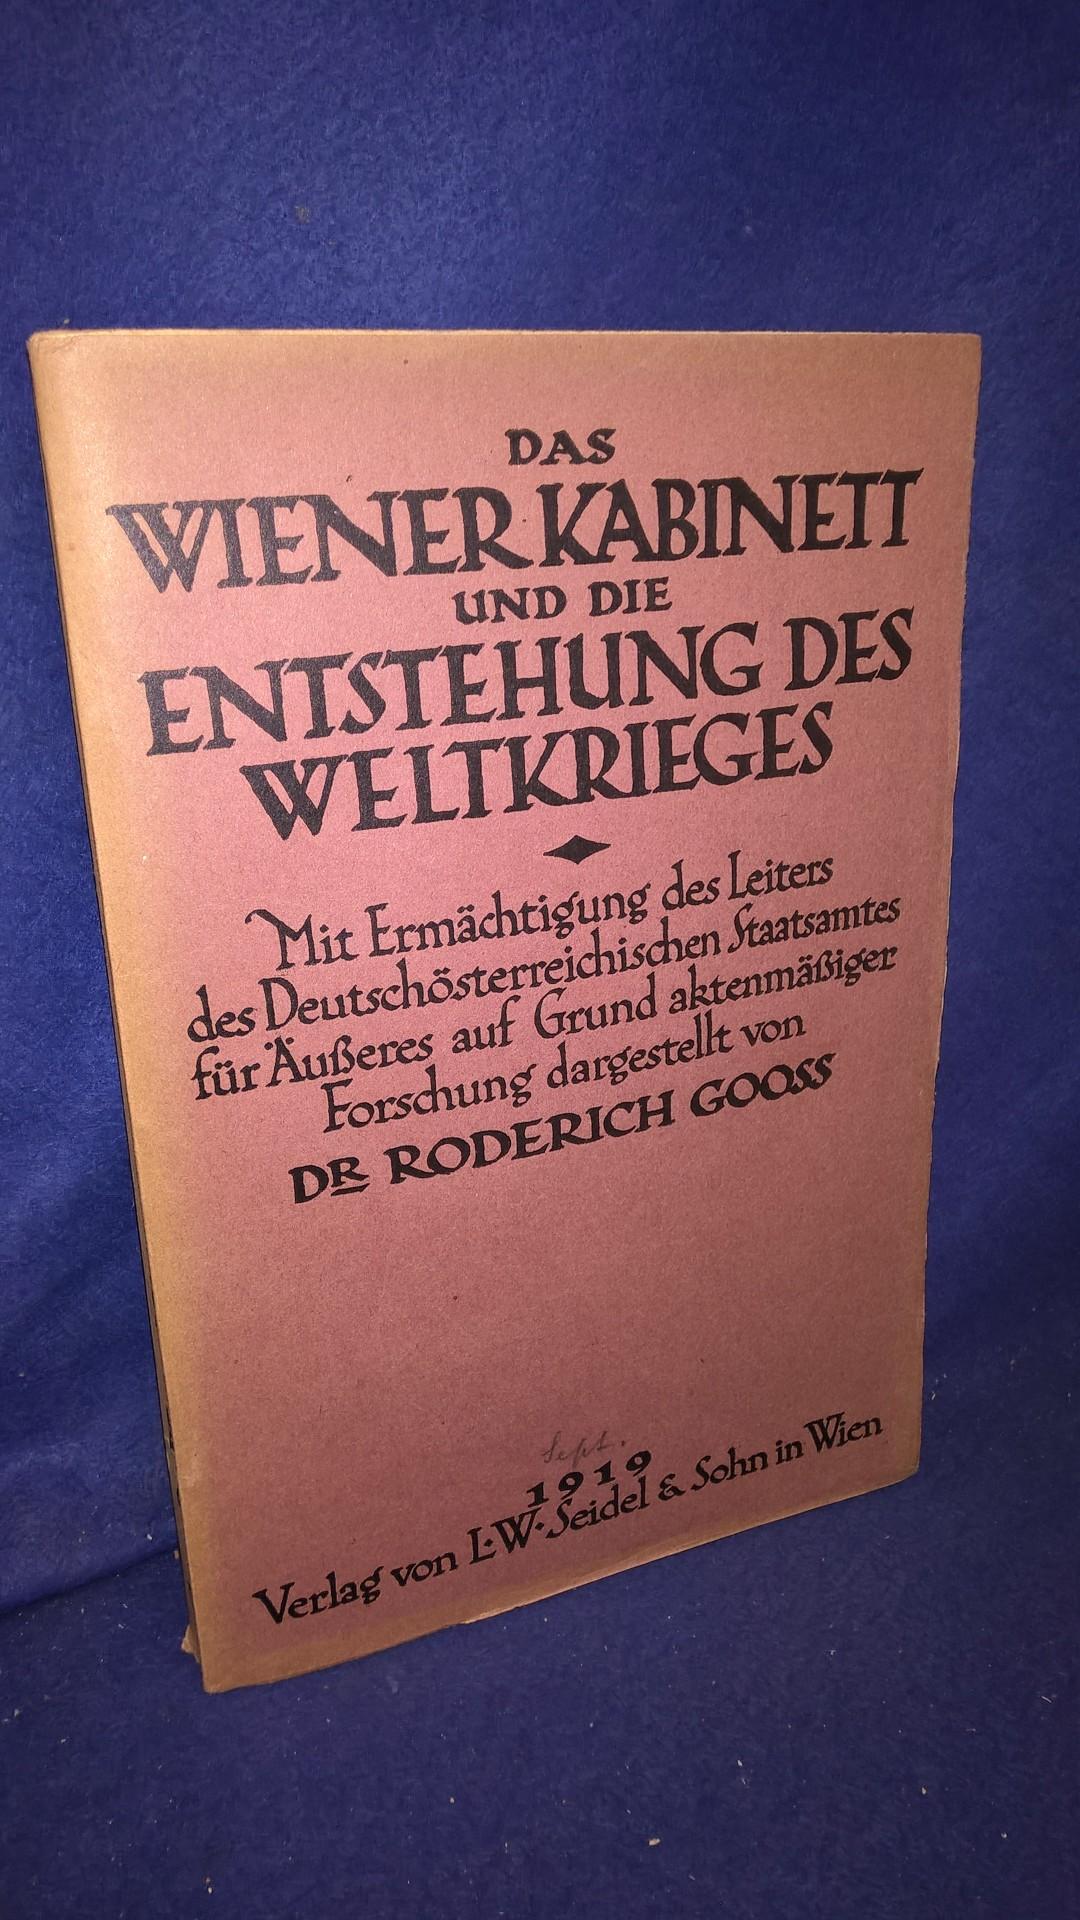 DAS
WIENER KABINETT
UND DIE
ENTSTEHUNG DES
WELTKRIEGES
Mit Ermächtigung des Leiters
des Deutschösterreichischen Staatsamtes
für Äußeres auf Grund aktenmäßiger
Forschung dargestellt von
DR RODERICH GOOSS
Sept.
1919
Verlag von L·W·Seidel & Sohn in Wien